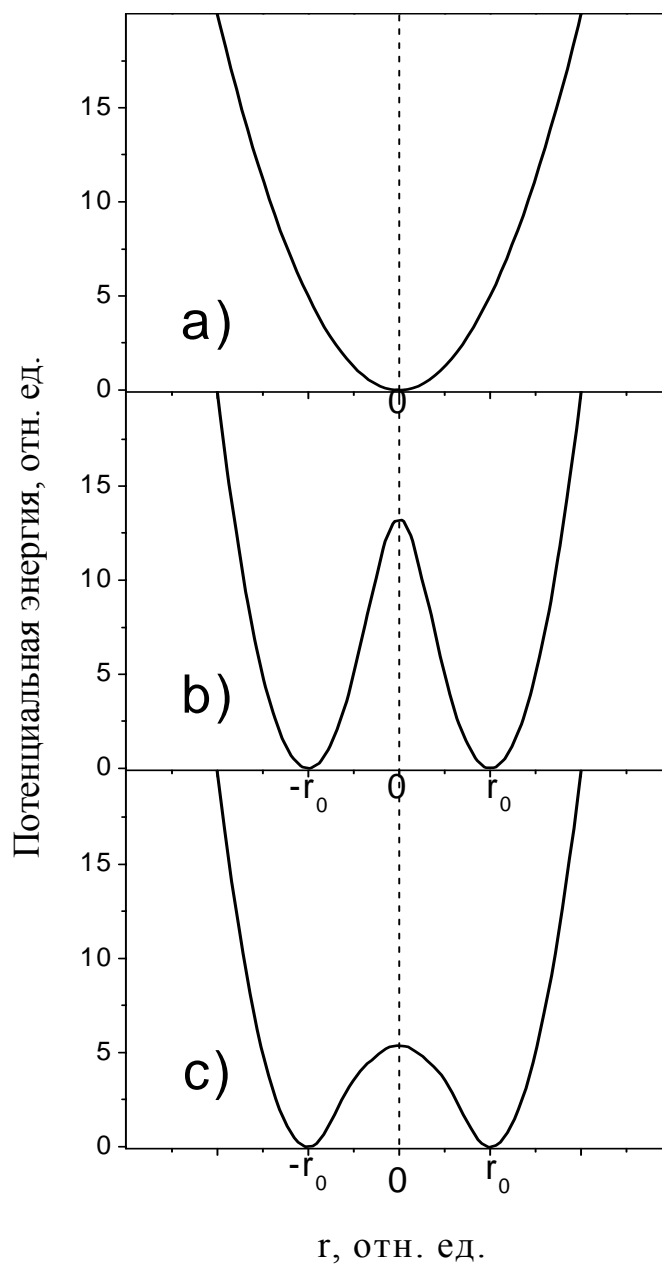 Потенциальная энергия, отн. ед.
15
10
5
0
a)
0
15
10
5
0
b)
-r₀ 0 r₀
15
10
5
0
c)
-r₀ 0 r₀
r, отн. ед.